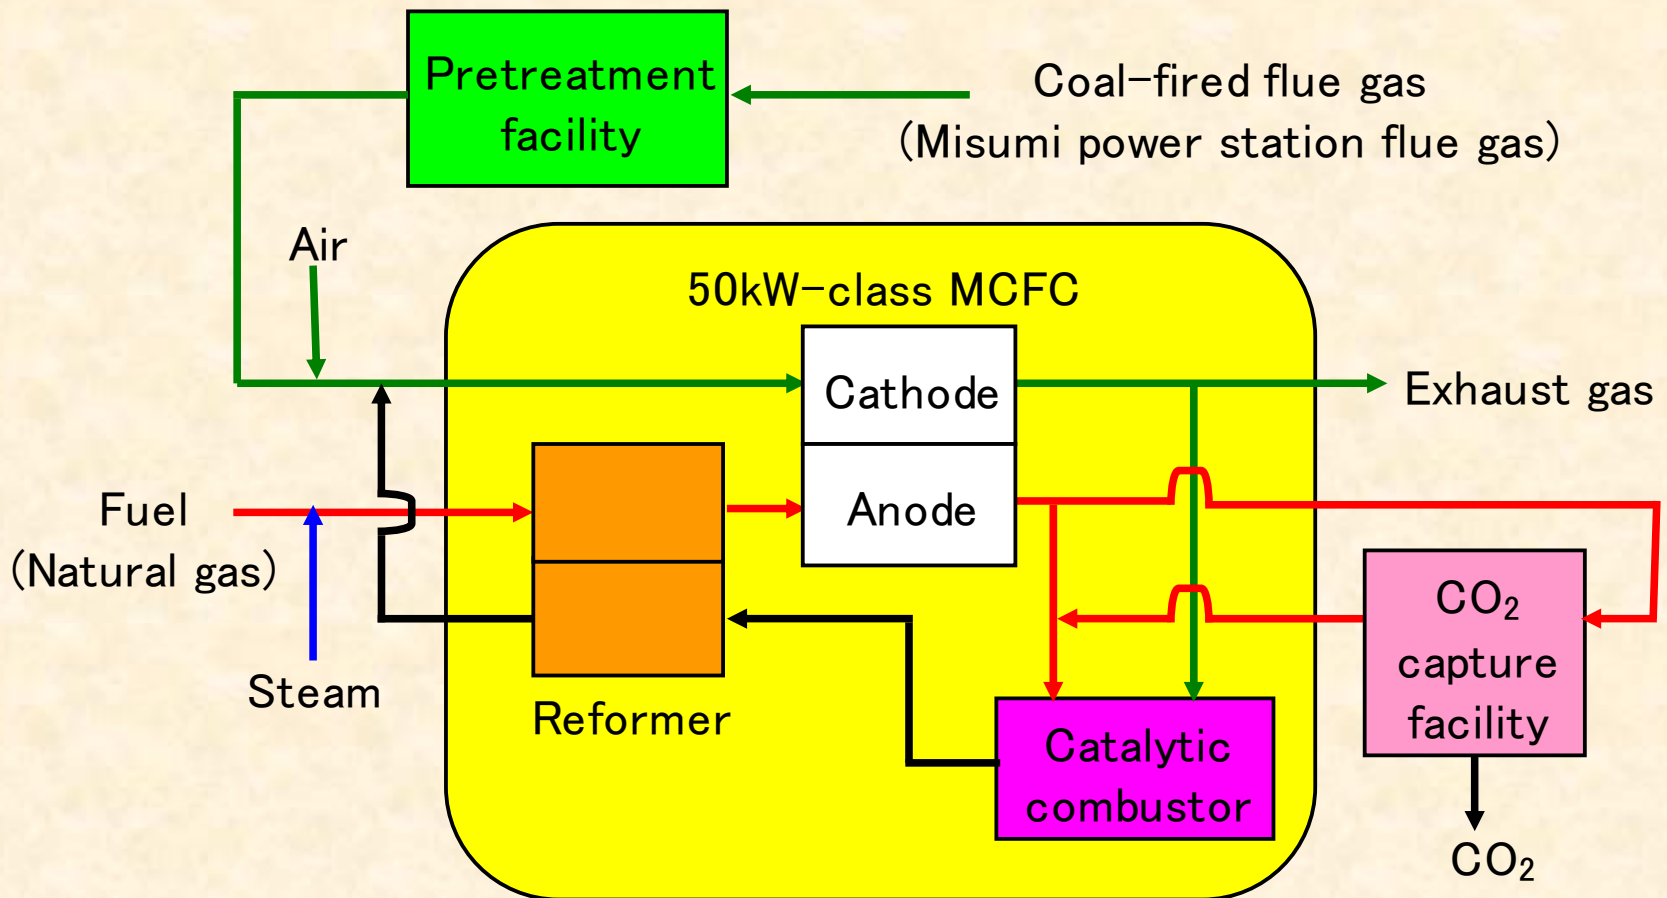 Pretreatment
facility
Coal-fired flue gas
(Misumi power station flue gas)
Air
50kW-class MCFC
Cathode
Exhaust gas
Anode
Fuel
(Natural gas)
Steam
Reformer
CO₂
capture
facility
Catalytic
combustor
CO₂